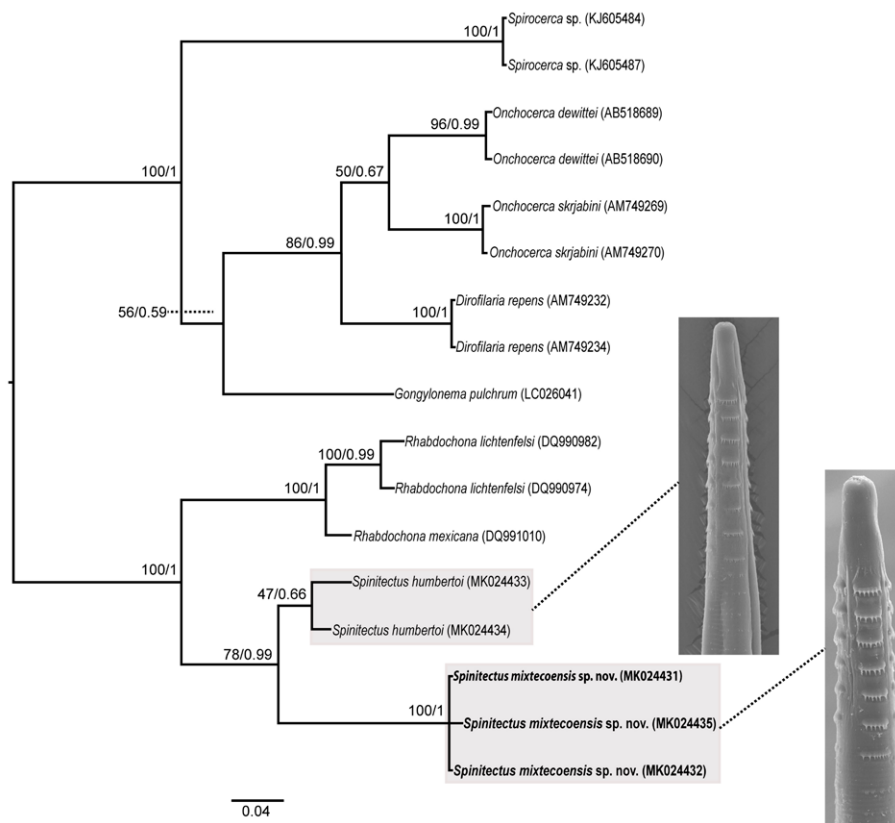 Spirocerca sp. (KJ605484)
100/1
Spirocerca sp. (KJ605487)
Onchocerca dewittei (AB518689)
96/0.99
Onchocerca dewittei (AB518690)
50/0.67
100/1
Onchocerca skrjabini (AM749269)
100/1
86/0.99
Onchocerca skrjabini (AM749270)
Dirofilaria repens (AM749232)
56/0.59
100/1
Dirofilaria repens (AM749234)
Gongylonema pulchrum (LC026041)
Rhabdochona lichtenfelsi (DQ990982)
100/0.99
100/1
Rhabdochona lichtenfelsi (DQ990974)
Rhabdochona mexicana (DQ991010)
100/1
Spinitectus humbertoi (MK024433)
47/0.66
Spinitectus humbertoi (MK024434)
78/0.99
Spinitectus mixtecoensis sp. nov. (MK024431)
100/1
Spinitectus mixtecoensis sp. nov. (MK024435)
Spinitectus mixtecoensis sp. nov. (MK024432)
0.04